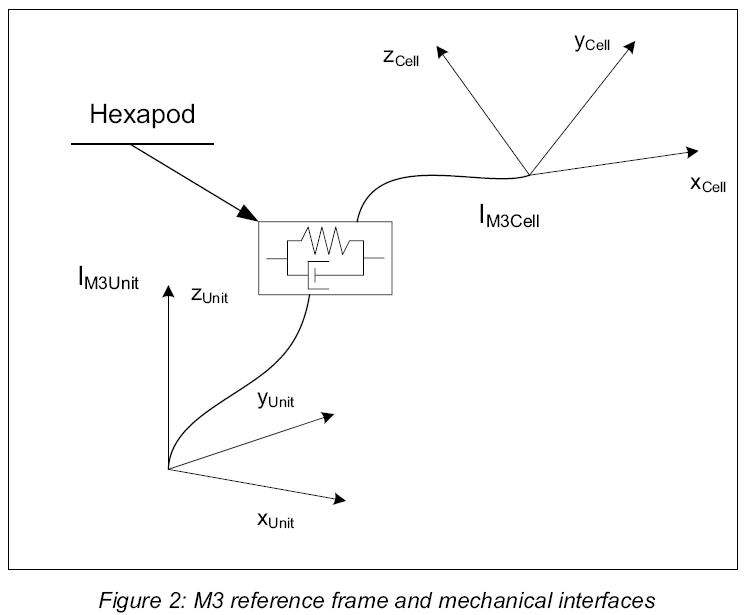 zCell
yCell
Hexapod
xCell
IM3Cell
IM3Unit
zUnit
yUnit
xUnit
Figure 2: M3 reference frame and mechanical interfaces